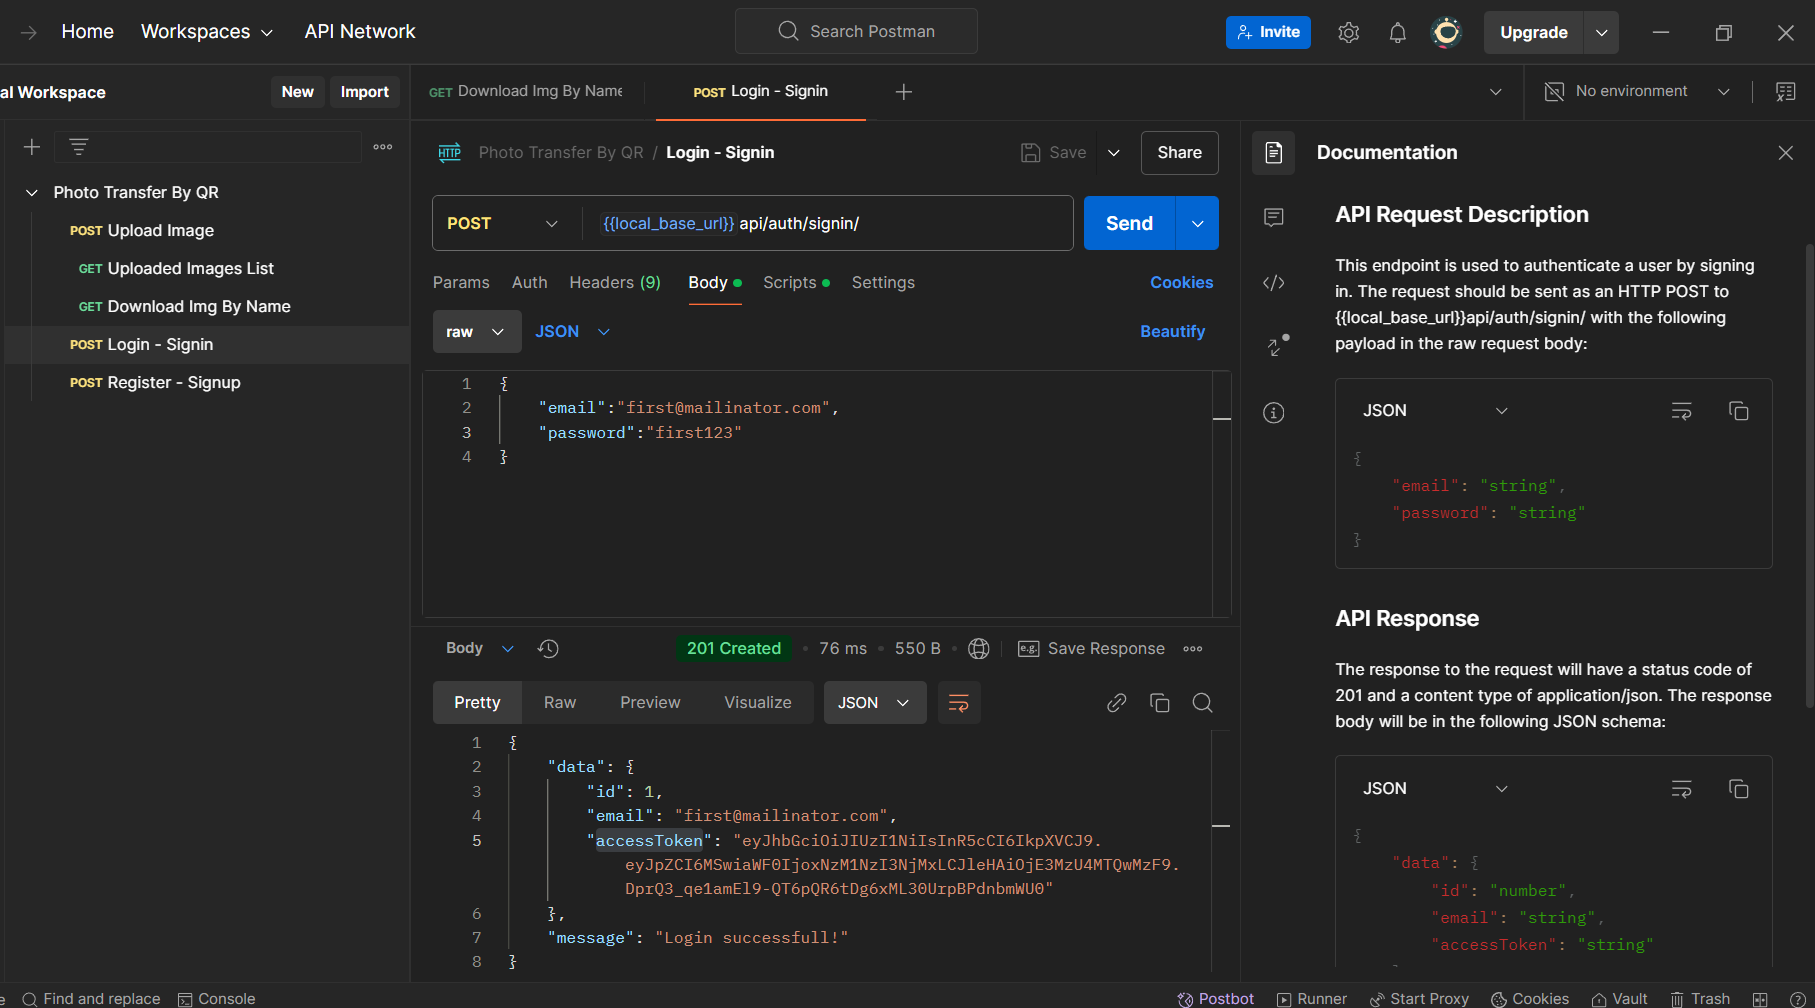 Home Workspaces API Network Search Postman Invite Upgrade
al Workspace New Import GET Download Img By Name POST Login - Signin No environment
HTTP Photo Transfer By QR / Login - Signin Save Share
Photo Transfer By QR
POST Upload Image
GET Uploaded Images List
GET Download Img By Name
POST Login - Signin
POST Register - Signup
POST {{local_base_url}} api/auth/signin/ Send
Params Auth Headers (9) Body Scripts Settings Cookies
raw JSON Beautify
1 {
2 "email":"first@mailinator.com",
3 "password":"first123"
4 }
Body 201 Created 76 ms 550 B e.g. Save Response
Pretty Raw Preview Visualize JSON
1 {
2 "data": {
3 "id": 1,
4 "email": "first@mailinator.com",
5 "accessToken": "eyJhbGciOiJIUzI1NiIsInR5cCI6IkpXVCJ9.
eyJpZCI6MSwiaWF0IjoxNzM1NzI3NjMxLCJleHAiOjE3MzU4MTQwMzF9.
DprQ3_qe1amEl9-QT6pQR6tDg6xML30UrpBPdnbmWU0"
6 },
7 "message": "Login successfull!"
8 }
Documentation
API Request Description
This endpoint is used to authenticate a user by signing
in. The request should be sent as an HTTP POST to
{{local_base_url}}api/auth/signin/ with the following
payload in the raw request body:
JSON
{
"email": "string",
"password": "string"
}
API Response
The response to the request will have a status code of
201 and a content type of application/json. The response
body will be in the following JSON schema:
JSON
{
"data": {
"id": "number",
"email": "string",
"accessToken": "string"
e Find and replace Console Postbot Runner Start Proxy Cookies Vault Trash